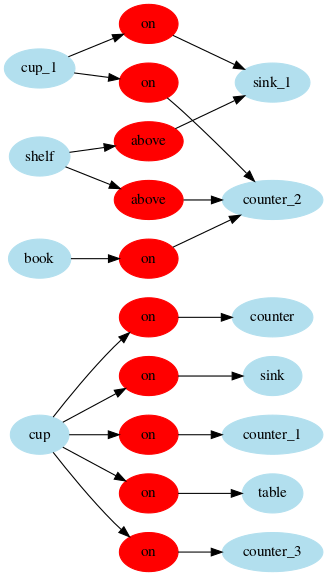 on
cup_1
on
sink_1
above
shelf
above
counter_2
book
on
on
counter
on
sink
cup
on
counter_1
on
table
on
counter_3